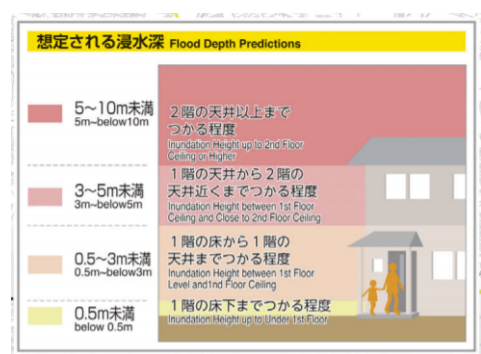 想定される浸水深 Flood Depth Predictions
5～10m未満
5m~below10m
2階の天井以上まで
つかる程度
Inundation Height up to 2nd Floor
Ceiling or Higher
3～5m未満
3m~below5m
1階の天井から2階の
天井近くまでつかる程度
Inundation Height between 1st Floor
Ceiling and Close to 2nd Floor Ceiling
0.5～3m未満
0.5m~below3m
1階の床から1階の
天井までつかる程度
Inundation Height between 1st Floor
Level and1nd Floor Ceiling
0.5m未満
below 0.5m
1階の床下までつかる程度
Inundation Height up to Under 1st Floor